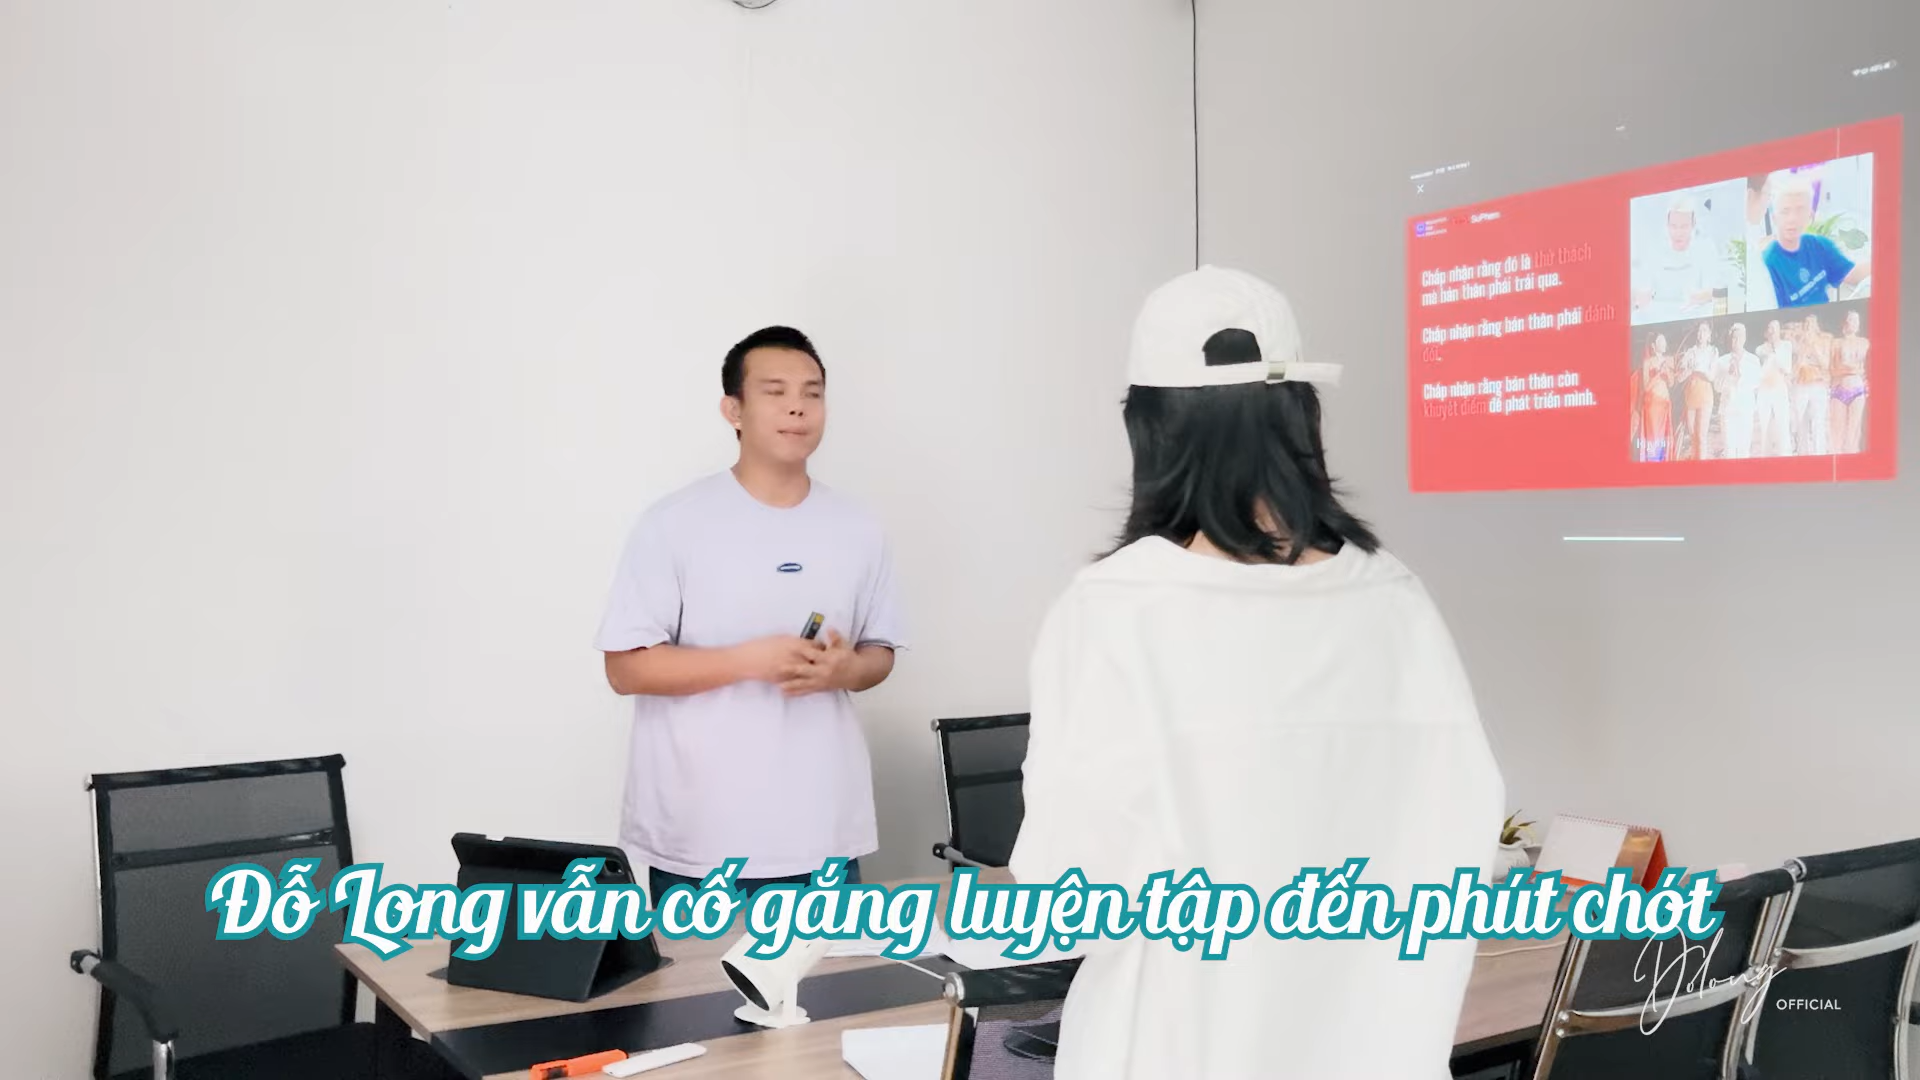 SuPhero
Chấp nhận rằng đó là thử thách
mà bản thân phải trải qua.
Chấp nhận rằng bản thân phải đánh
đổi.
Chấp nhận rằng bản thân còn
khuyết điểm để phát triển mình.
Đỗ Long vẫn cố gắng luyện tập đến phút chót
Dolong
OFFICIAL